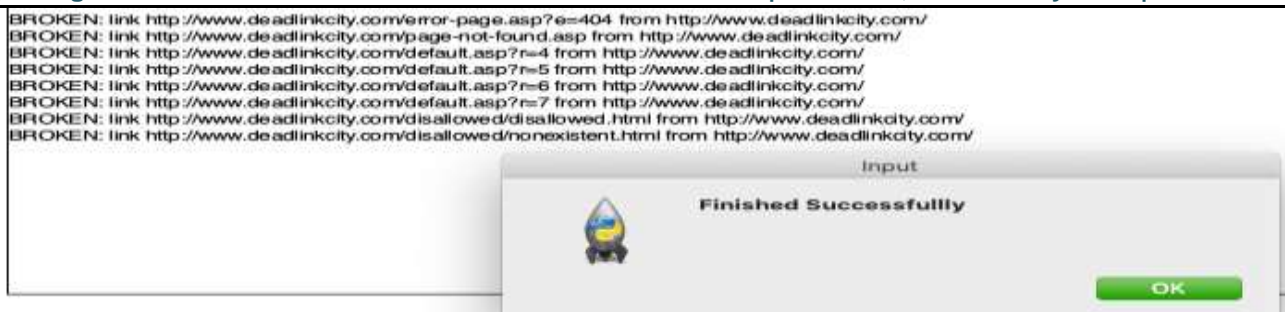 BROKEN: link http://www.deadlinkcity.com/error-page.asp?e=404 from http://www.deadlinkcity.com/
BROKEN: link http://www.deadlinkcity.com/page-not-found.asp from http://www.deadlinkcity.com/
BROKEN: link http://www.deadlinkcity.com/default.asp?r=4 from http://www.deadlinkcity.com/
BROKEN: link http://www.deadlinkcity.com/default.asp?r=5 from http://www.deadlinkcity.com/
BROKEN: link http://www.deadlinkcity.com/default.asp?r=6 from http://www.deadlinkcity.com/
BROKEN: link http://www.deadlinkcity.com/default.asp?r=7 from http://www.deadlinkcity.com/
BROKEN: link http://www.deadlinkcity.com/disallowed/disallowed.html from http://www.deadlinkcity.com/
BROKEN: link http://www.deadlinkcity.com/disallowed/nonexistent.html from http://www.deadlinkcity.com/
Input
Finished Successfullly
OK